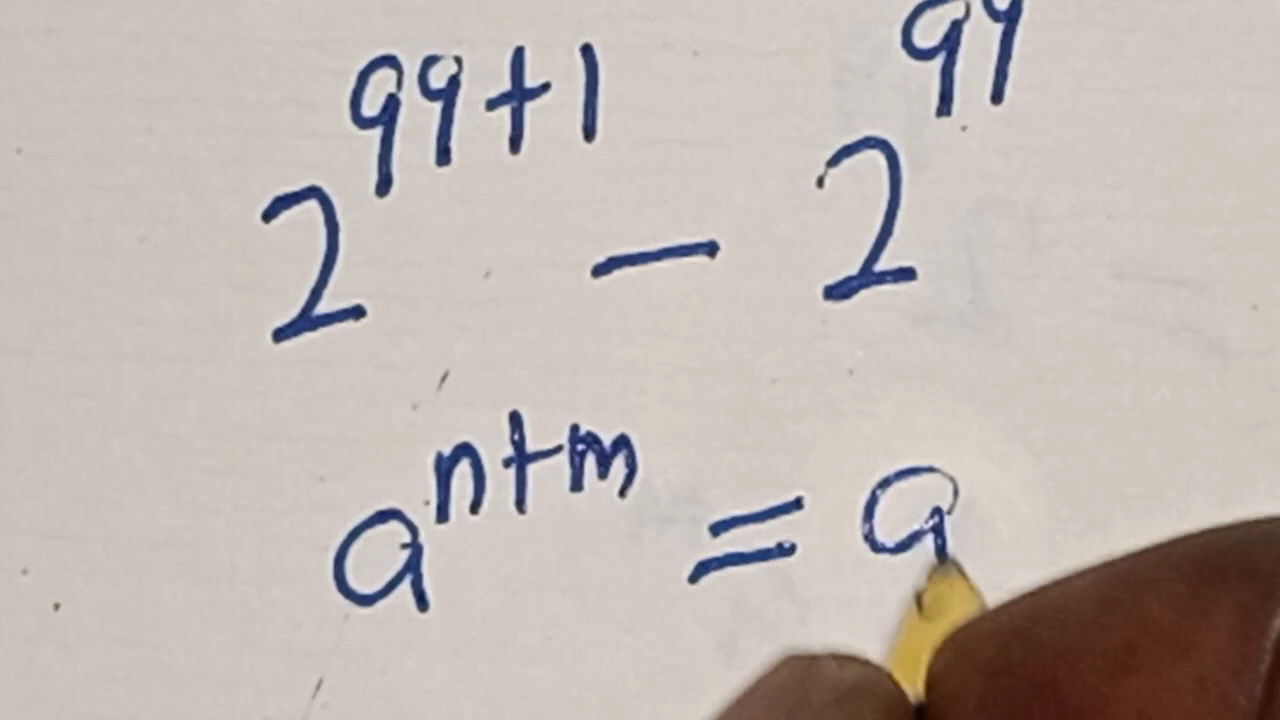 2^{99+1} - 2^{99}
a^{n+m} = a